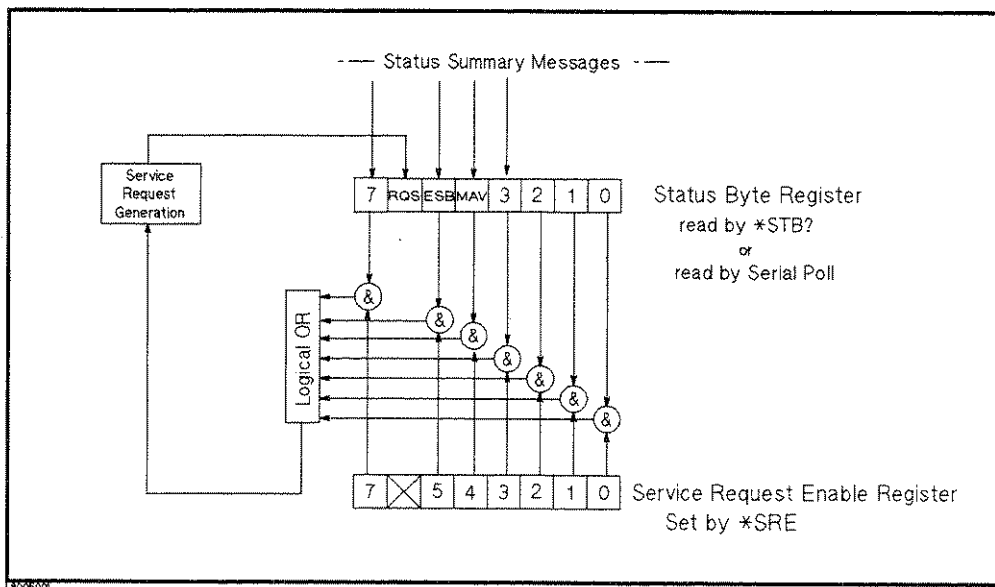 Status Summary Messages
Service
Request
Generation
7 RQS ESB MAV 3 2 1 0
Status Byte Register
read by *STB?
or
read by Serial Poll
Logical OR
&
&
&
&
&
&
&
7 5 4 3 2 1 0
Service Request Enable Register
Set by *SRE